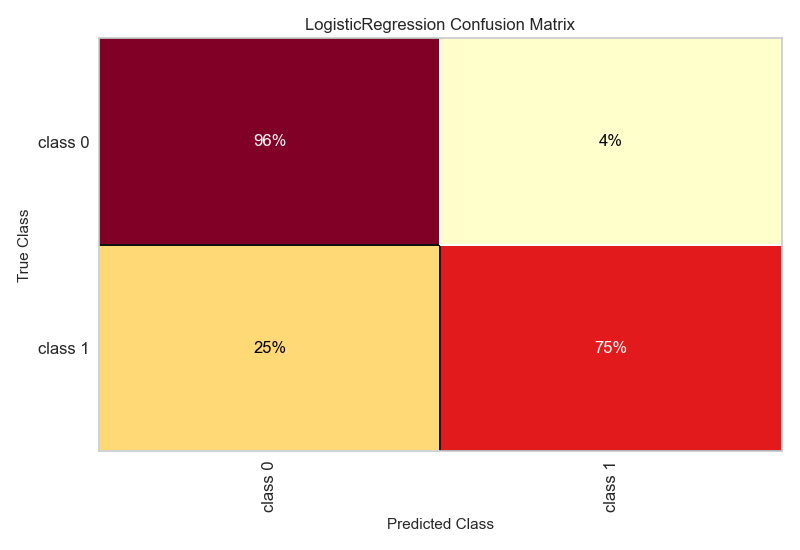 LogisticRegression Confusion Matrix
class 0
96%
4%
True Class
class 1
25%
75%
class 0
class 1
Predicted Class